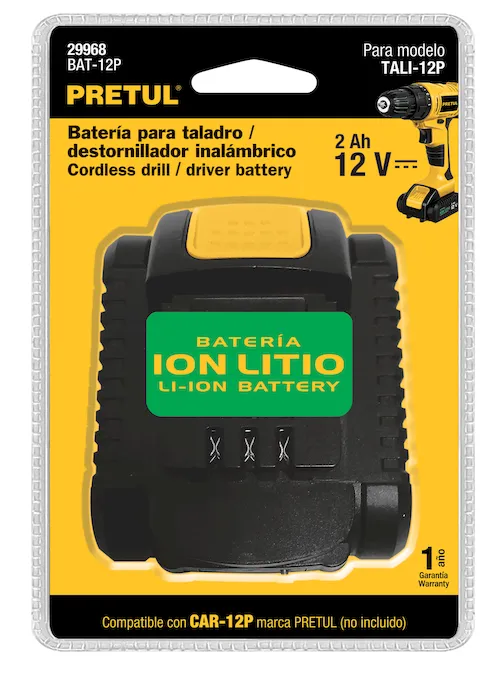 29968
BAT-12P
PRETUL®
Para modelo
TALI-12P
PRETUL
Batería para taladro /
destornillador inalámbrico
Cordless drill / driver battery
2 Ah
12 V
BATERÍA
ION LITIO
LI-ION BATTERY
1 año
Garantía
Warranty
Compatible con CAR-12P marca PRETUL (no incluido)